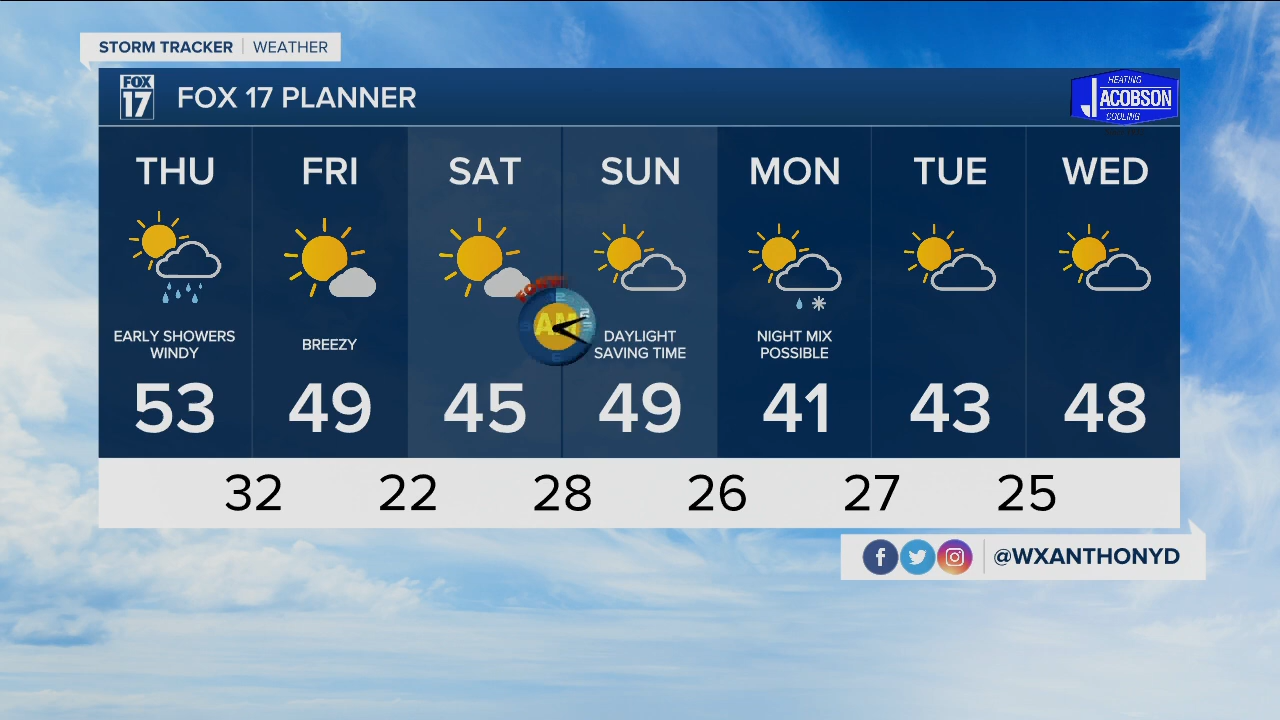 STORM TRACKER | WEATHER
FOX 17
FOX 17 PLANNER
HEATING
JACOBSON
COOLING
THU FRI SAT SUN MON TUE WED
AM
EARLY SHOWERS
WINDY
BREEZY
DAYLIGHT
SAVING TIME
NIGHT MIX
POSSIBLE
53 49 45 49 41 43 48
32 22 28 26 27 25
@WXANTHONYD